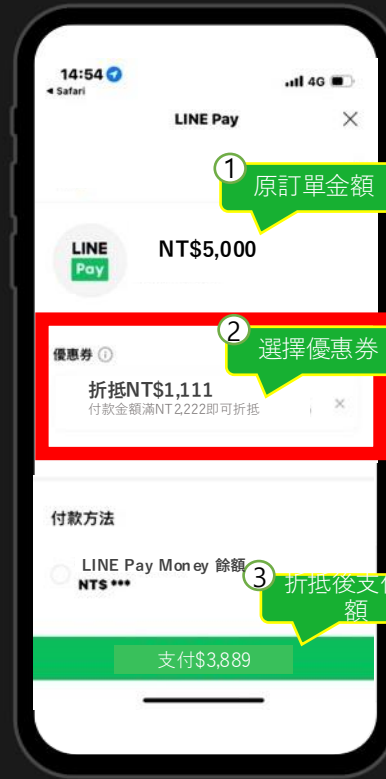 14:54
4G
◀ Safari
LINE Pay
①
原訂單金額
LINE
Pay
NT$5,000
②
選擇優惠券
優惠券
折抵NT$1,111
付款金額滿NT2,222即可折抵
付款方法
LINE Pay Money 餘額
NT$ •••
③
折抵後支付
額
支付$3,889